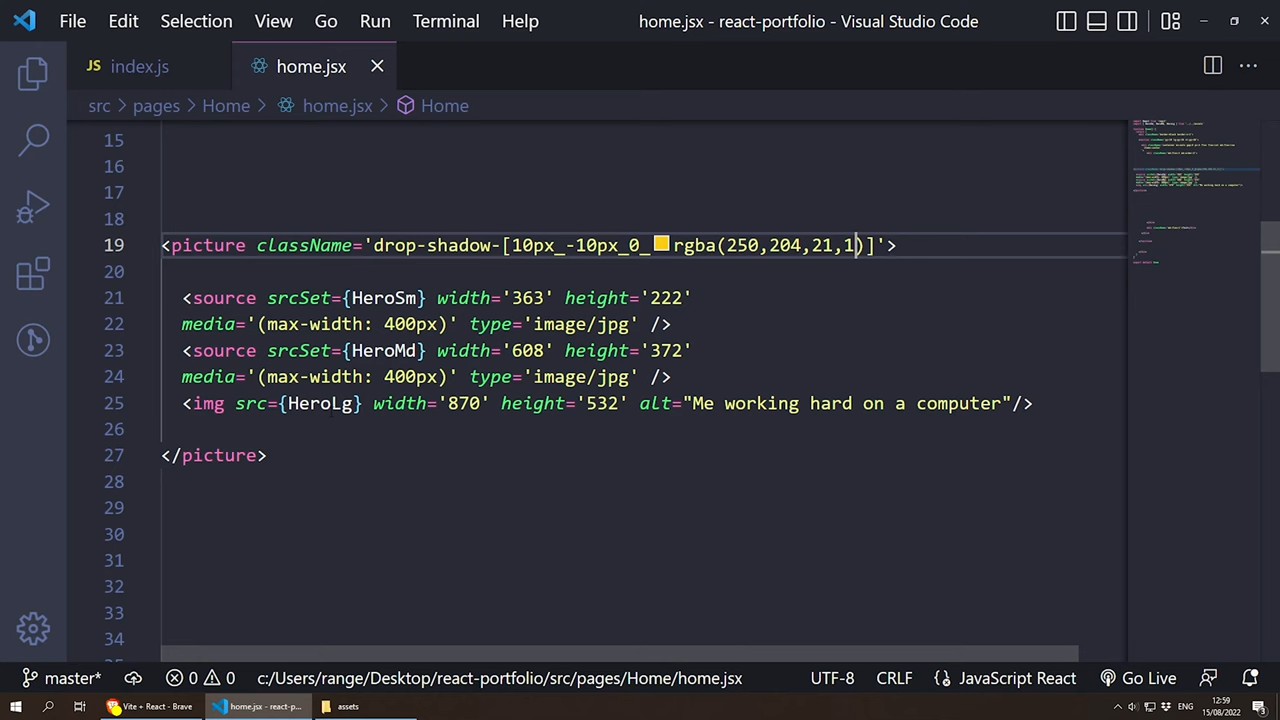 File Edit Selection View Go Run Terminal Help home.jsx - react-portfolio - Visual Studio Code
JS index.js home.jsx
src > pages > Home > home.jsx > Home
15
16
17
18
19 <picture className='drop-shadow-[10px_-10px_0_rgba(250,204,21,1)]'>
20
21 <source srcSet={HeroSm} width='363' height='222'
22 media='(max-width: 400px)' type='image/jpg' />
23 <source srcSet={HeroMd} width='608' height='372'
24 media='(max-width: 400px)' type='image/jpg' />
25 <img src={HeroLg} width='870' height='532' alt="Me working hard on a computer"/>
26
27 </picture>
28
29
30
31
32
33
34
master* 0 0 c:/Users/range/Desktop/react-portfolio/src/pages/Home/home.jsx UTF-8 CRLF {} JavaScript React Go Live
Vite + React - Brave home.jsx - react-p... assets ENG 12:59
15/08/2022 3